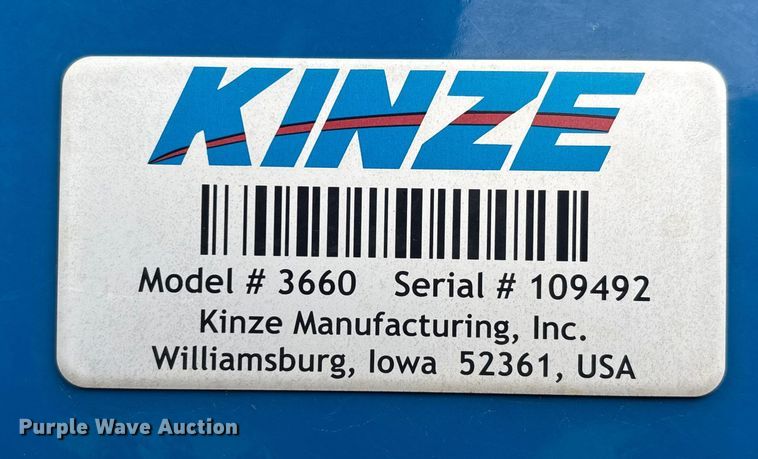 KINZE
Model # 3660 Serial # 109492
Kinze Manufacturing, Inc.
Williamsburg, Iowa 52361, USA
Purple Wave Auction